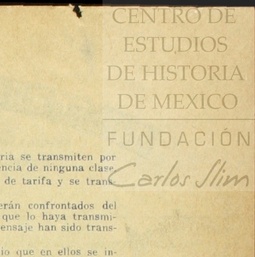 CENTRO DE
ESTUDIOS
DE HISTORIA
DE MEXICO
FUNDACIÓN
Carlos Slim
ria se transmiten por
encia de ninguna clase
de tarifa y se trans-
erán confrontados del
que lo haya transmi-
ensaje han sido trans-
io que en ellos se in-